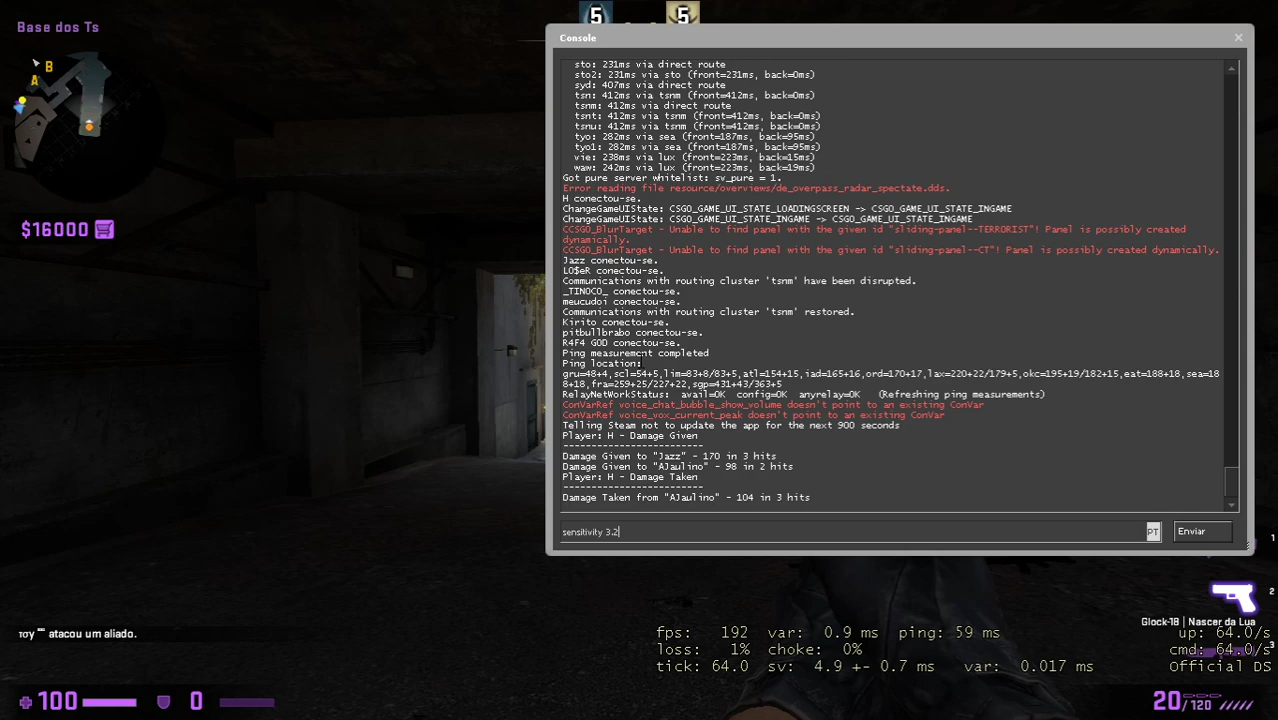 Base dos Ts
5
5
Console
sto: 231ms via direct route
sto2: 231ms via sto (front=231ms, back=0ms)
syd: 407ms via direct route
tsn: 412ms via tsnm (front=412ms, back=0ms)
tsnm: 412ms via direct route
tsnt: 412ms via tsnm (front=412ms, back=0ms)
tsnu: 412ms via tsnm (front=412ms, back=0ms)
tyo: 282ms via sea (front=187ms, back=95ms)
tyo1: 282ms via sea (front=187ms, back=95ms)
vie: 238ms via lux (front=223ms, back=15ms)
waw: 242ms via lux (front=223ms, back=19ms)
Got pure server whitelist: sv_pure = 1.
Error reading file resource/overviews/de_overpass_radar_spectate.dds.
H conectou-se.
ChangeGameUIState: CSGO_GAME_UI_STATE_LOADINGSCREEN -> CSGO_GAME_UI_STATE_INGAME
ChangeGameUIState: CSGO_GAME_UI_STATE_INGAME -> CSGO_GAME_UI_STATE_INGAME
CCSGO_BlurTarget - Unable to find panel with the given id "sliding-panel--TERRORIST"! Panel is possibly created
dynamically.
CCSGO_BlurTarget - Unable to find panel with the given id "sliding-panel--CT"! Panel is possibly created dynamically.
Jazz conectou-se.
LO$eR conectou-se.
Communications with routing cluster 'tsnm' have been disrupted.
_TINOCO_ conectou-se.
meucudoi conectou-se.
Communications with routing cluster 'tsnm' restored.
Kirito conectou-se.
pitbullbrabo conectou-se.
R4F4 GOD conectou-se.
Ping measurement completed
Ping location:
gru=48+4,scl=54+5,lim=83+8/83+5,atl=154+15,iad=165+16,ord=170+17,lax=220+22/179+5,okc=195+19/182+15,eat=188+18,sea=18
8+18,fra=259+25/227+22,sgp=431+43/363+5
RelayNetWorkStatus:  avail=OK  config=OK  anyrelay=OK   (Refreshing ping measurements)
ConVarRef voice_chat_bubble_show_volume doesn't point to an existing ConVar
ConVarRef voice_vox_current_peak doesn't point to an existing ConVar
Telling Steam not to update the app for the next 900 seconds
Player: H - Damage Given
-------------------------
Damage Given to "Jazz" - 170 in 3 hits
Damage Given to "AJaulino" - 98 in 2 hits
Player: H - Damage Taken
-------------------------
Damage Taken from "AJaulino" - 104 in 3 hits
sensitivity 3.2
PT
Enviar
B
A
$16000
1
2
Glock-18 | Nascer da Lua
3
atacou um aliado.
fps: 192 var: 0.9 ms ping: 59 ms
loss: 1% choke: 0%
tick: 64.0 sv: 4.9 +- 0.7 ms var: 0.017 ms
up: 64.0/s
cmd: 64.0/s
Official DS
100
0
20/120